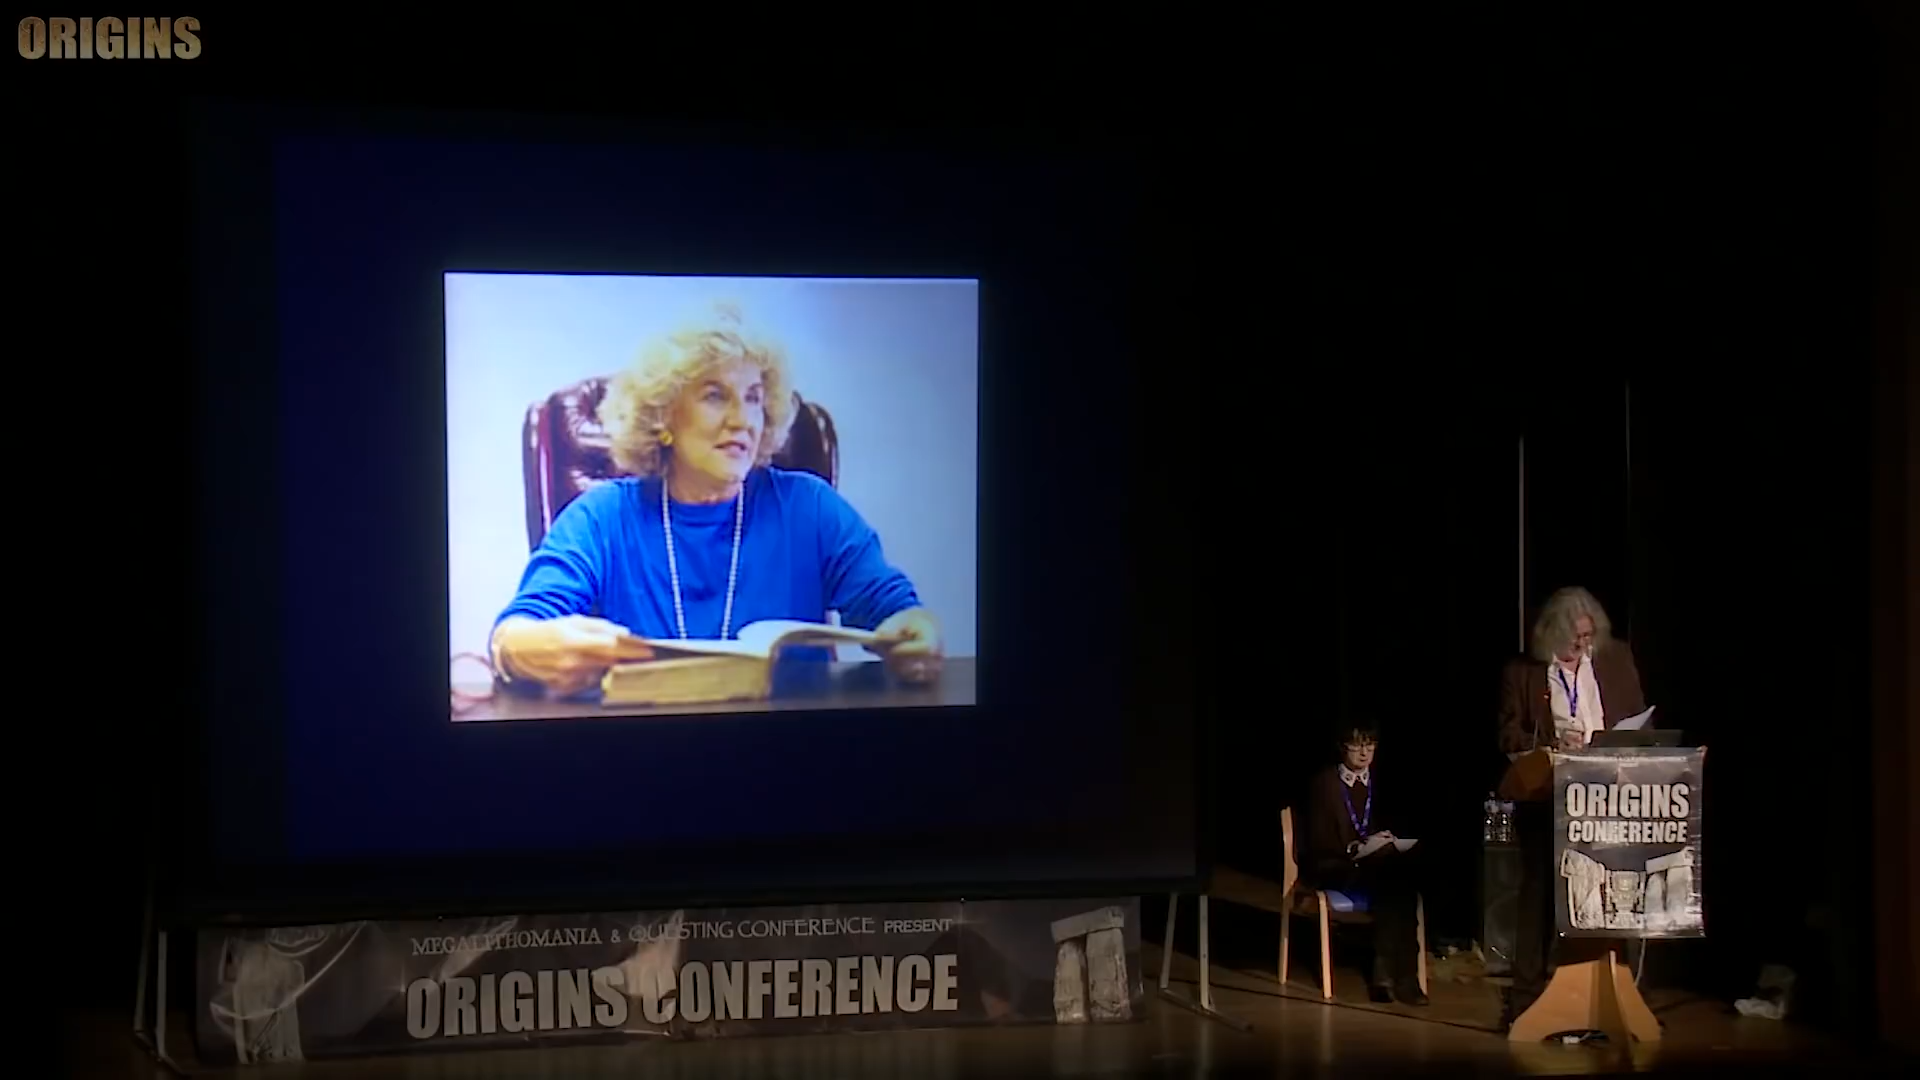 ORIGINS
MEGALITHOMANIA & QUESTING CONFERENCE PRESENT
ORIGINS CONFERENCE
ORIGINS
CONFERENCE